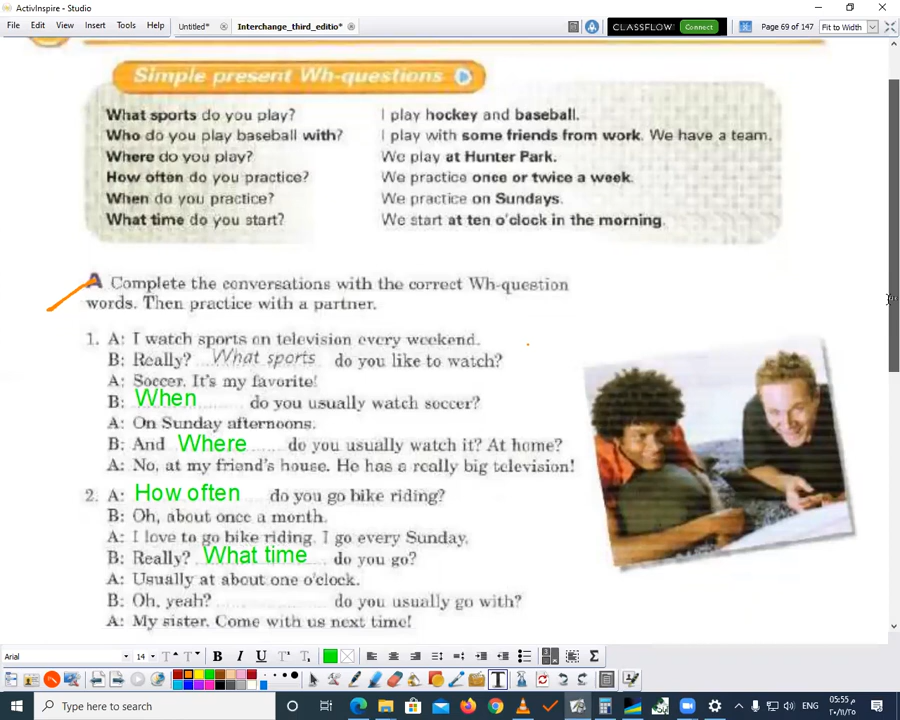 ActivInspire - Studio
File Edit View Insert Tools Help Untitled* Interchange_third_editio* CLASSFLOW Connect Page 69 of 147 Fit to Width
Simple present Wh-questions
What sports do you play? I play hockey and baseball.
Who do you play baseball with? I play with some friends from work. We have a team.
Where do you play? We play at Hunter Park.
How often do you practice? We practice once or twice a week.
When do you practice? We practice on Sundays.
What time do you start? We start at ten o'clock in the morning.
A Complete the conversations with the correct Wh-question
words. Then practice with a partner.
1. A: I watch sports on television every weekend.
B: Really? What sports do you like to watch?
A: Soccer. It's my favorite!
B: When do you usually watch soccer?
A: On Sunday afternoons.
B: And Where do you usually watch it? At home?
A: No, at my friend's house. He has a really big television!
2. A: How often do you go bike riding?
B: Oh, about once a month.
A: I love to go bike riding. I go every Sunday.
B: Really? What time do you go?
A: Usually at about one o'clock.
B: Oh, yeah? do you usually go with?
A: My sister. Come with us next time!
Arial 14 B I U
Type here to search ENG 05:55 م